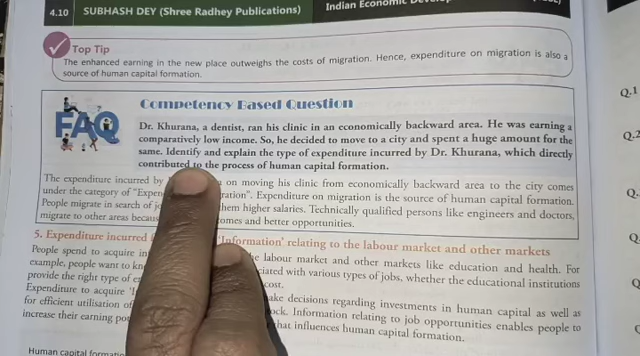 4.10 SUBHASH DEY (Shree Radhey Publications)
Indian Economic
Top Tip
The enhanced earning in the new place outweighs the costs of migration. Hence, expenditure on migration is also a
source of human capital formation.
FAQ
Competency Based Question
Dr. Khurana, a dentist, ran his clinic in an economically backward area. He was earning a
comparatively low income. So, he decided to move to a city and spent a huge amount for the
same. Identify and explain the type of expenditure incurred by Dr. Khurana, which directly
contributed to the process of human capital formation.
The expenditure incurred by on moving his clinic from economically backward area to the city comes
under the category of "Expen ration". Expenditure on migration is the source of human capital formation.
People migrate in search of them higher salaries. Technically qualified persons like engineers and doctors,
migrate to other areas becaus comes and better opportunities.
5. Expenditure incurred 'Information' relating to the labour market and other markets
People spend to acquire in labour market and other markets like education and health. For
example, people want to kn ciated with various types of jobs, whether the educational institutions
provide the right type of cost.
Expenditure to acquire ake decisions regarding investments in human capital as well as
for efficient utilisation of ock. Information relating to job opportunities enables people to
increase their earning po that influences human capital formation.
Human capital formatio
Q.1
Q.2
Q.
Q
Q